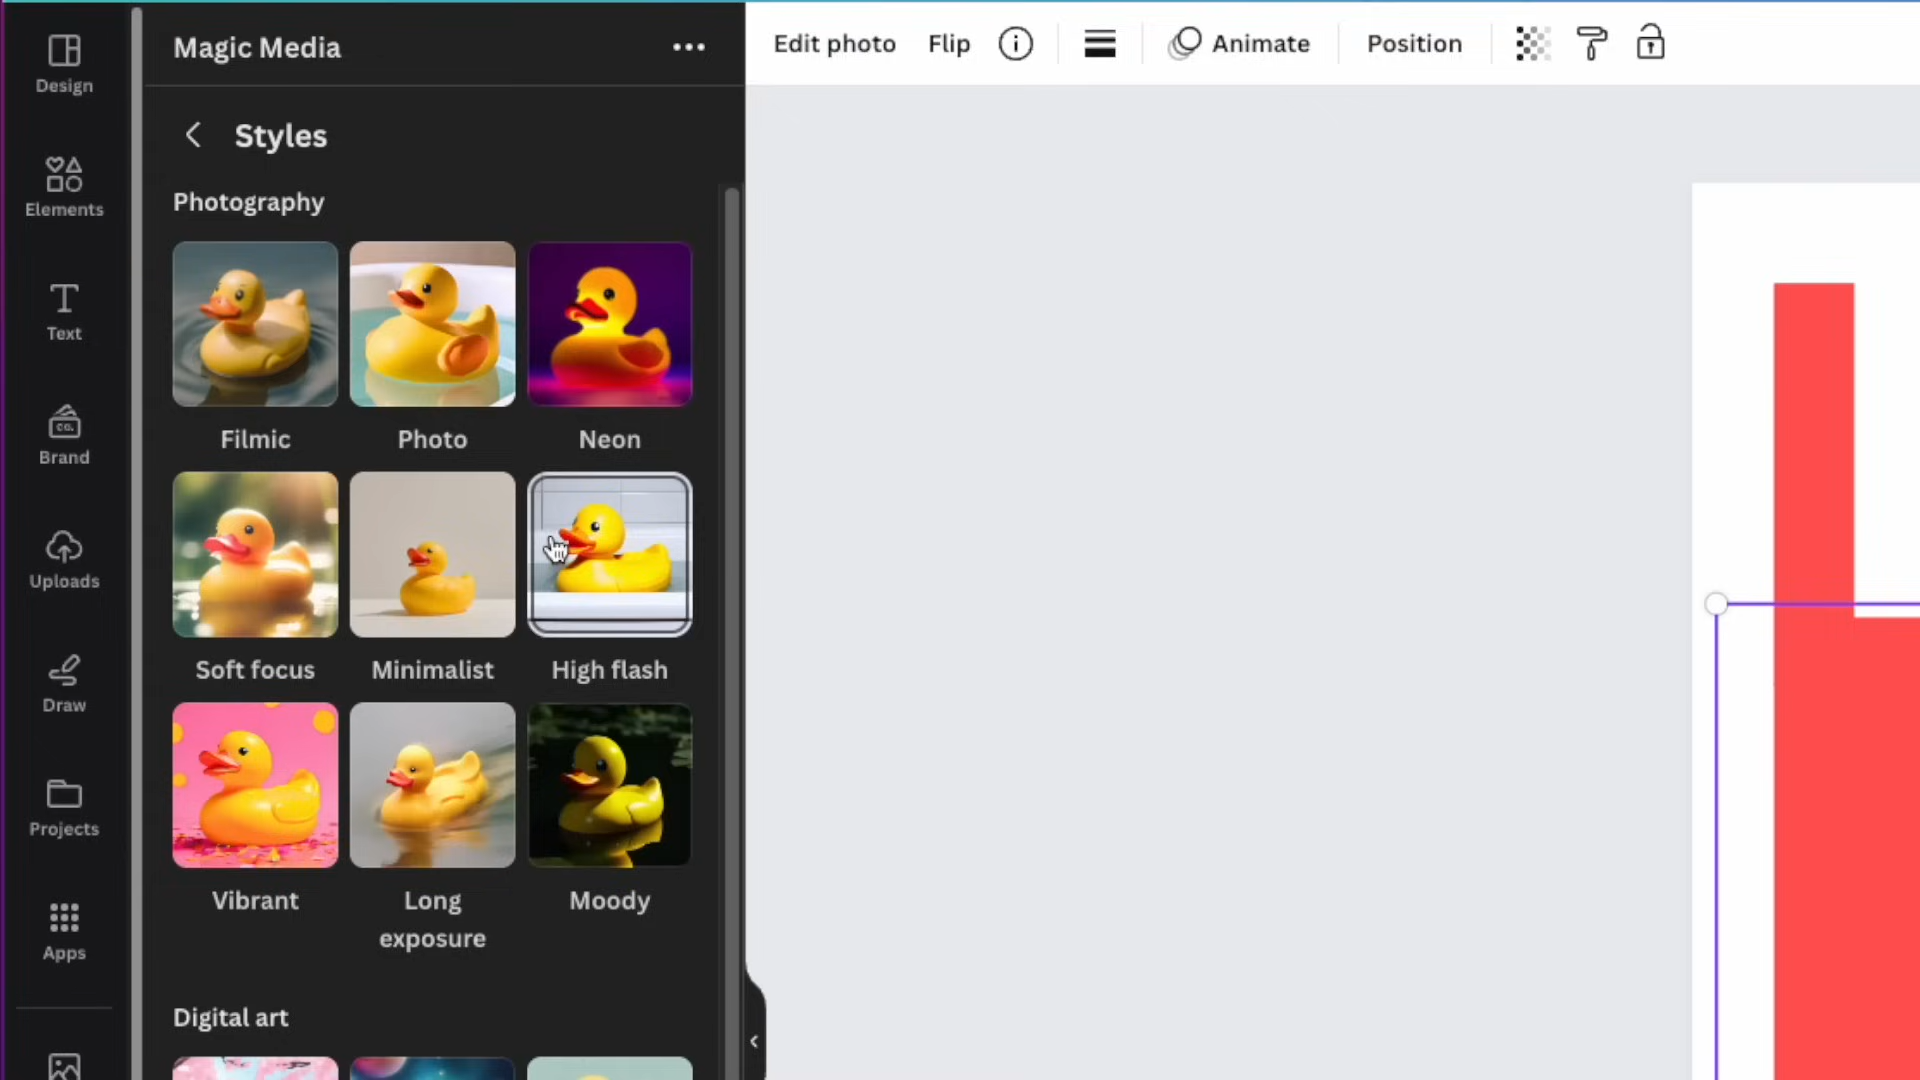 Design
Elements
Text
CO.
Brand
Uploads
Draw
Projects
Apps
Magic Media
Styles
Photography
Filmic
Photo
Neon
Soft focus
Minimalist
High flash
Vibrant
Long
exposure
Moody
Digital art
Edit photo
Flip
Animate
Position